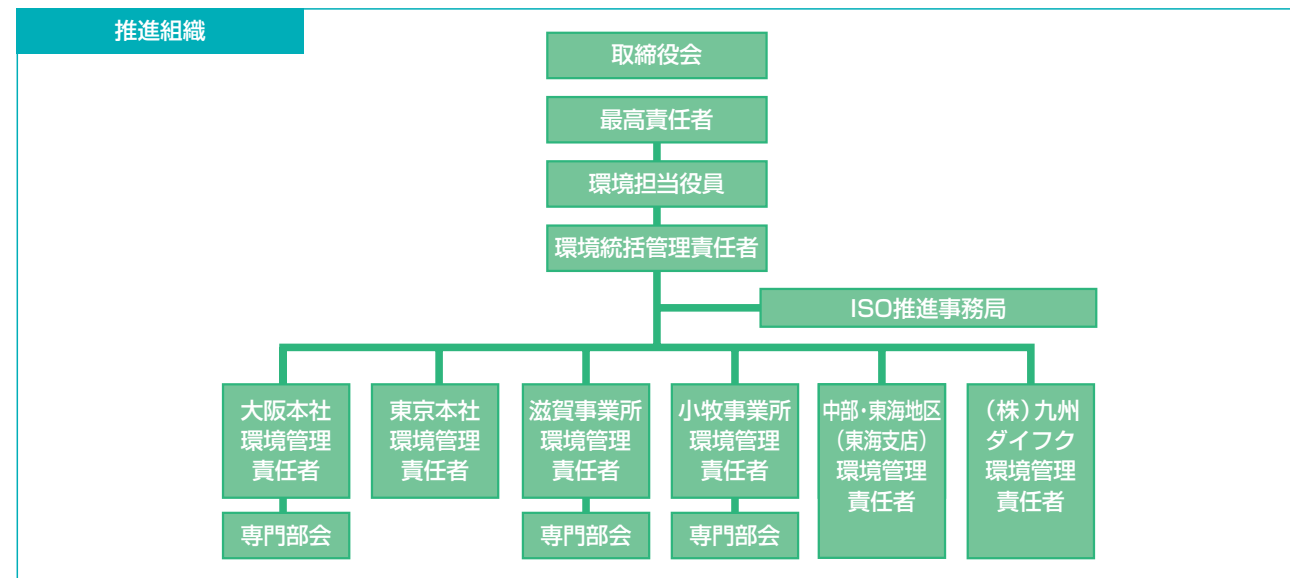 推進組織
取締役会
最高責任者
環境担当役員
環境統括管理責任者
ISO推進事務局
大阪本社
環境管理
責任者
東京本社
環境管理
責任者
滋賀事業所
環境管理
責任者
小牧事業所
環境管理
責任者
中部・東海地区
（東海支店）
環境管理
責任者
（株）九州
ダイフク
環境管理
責任者
専門部会
専門部会
専門部会